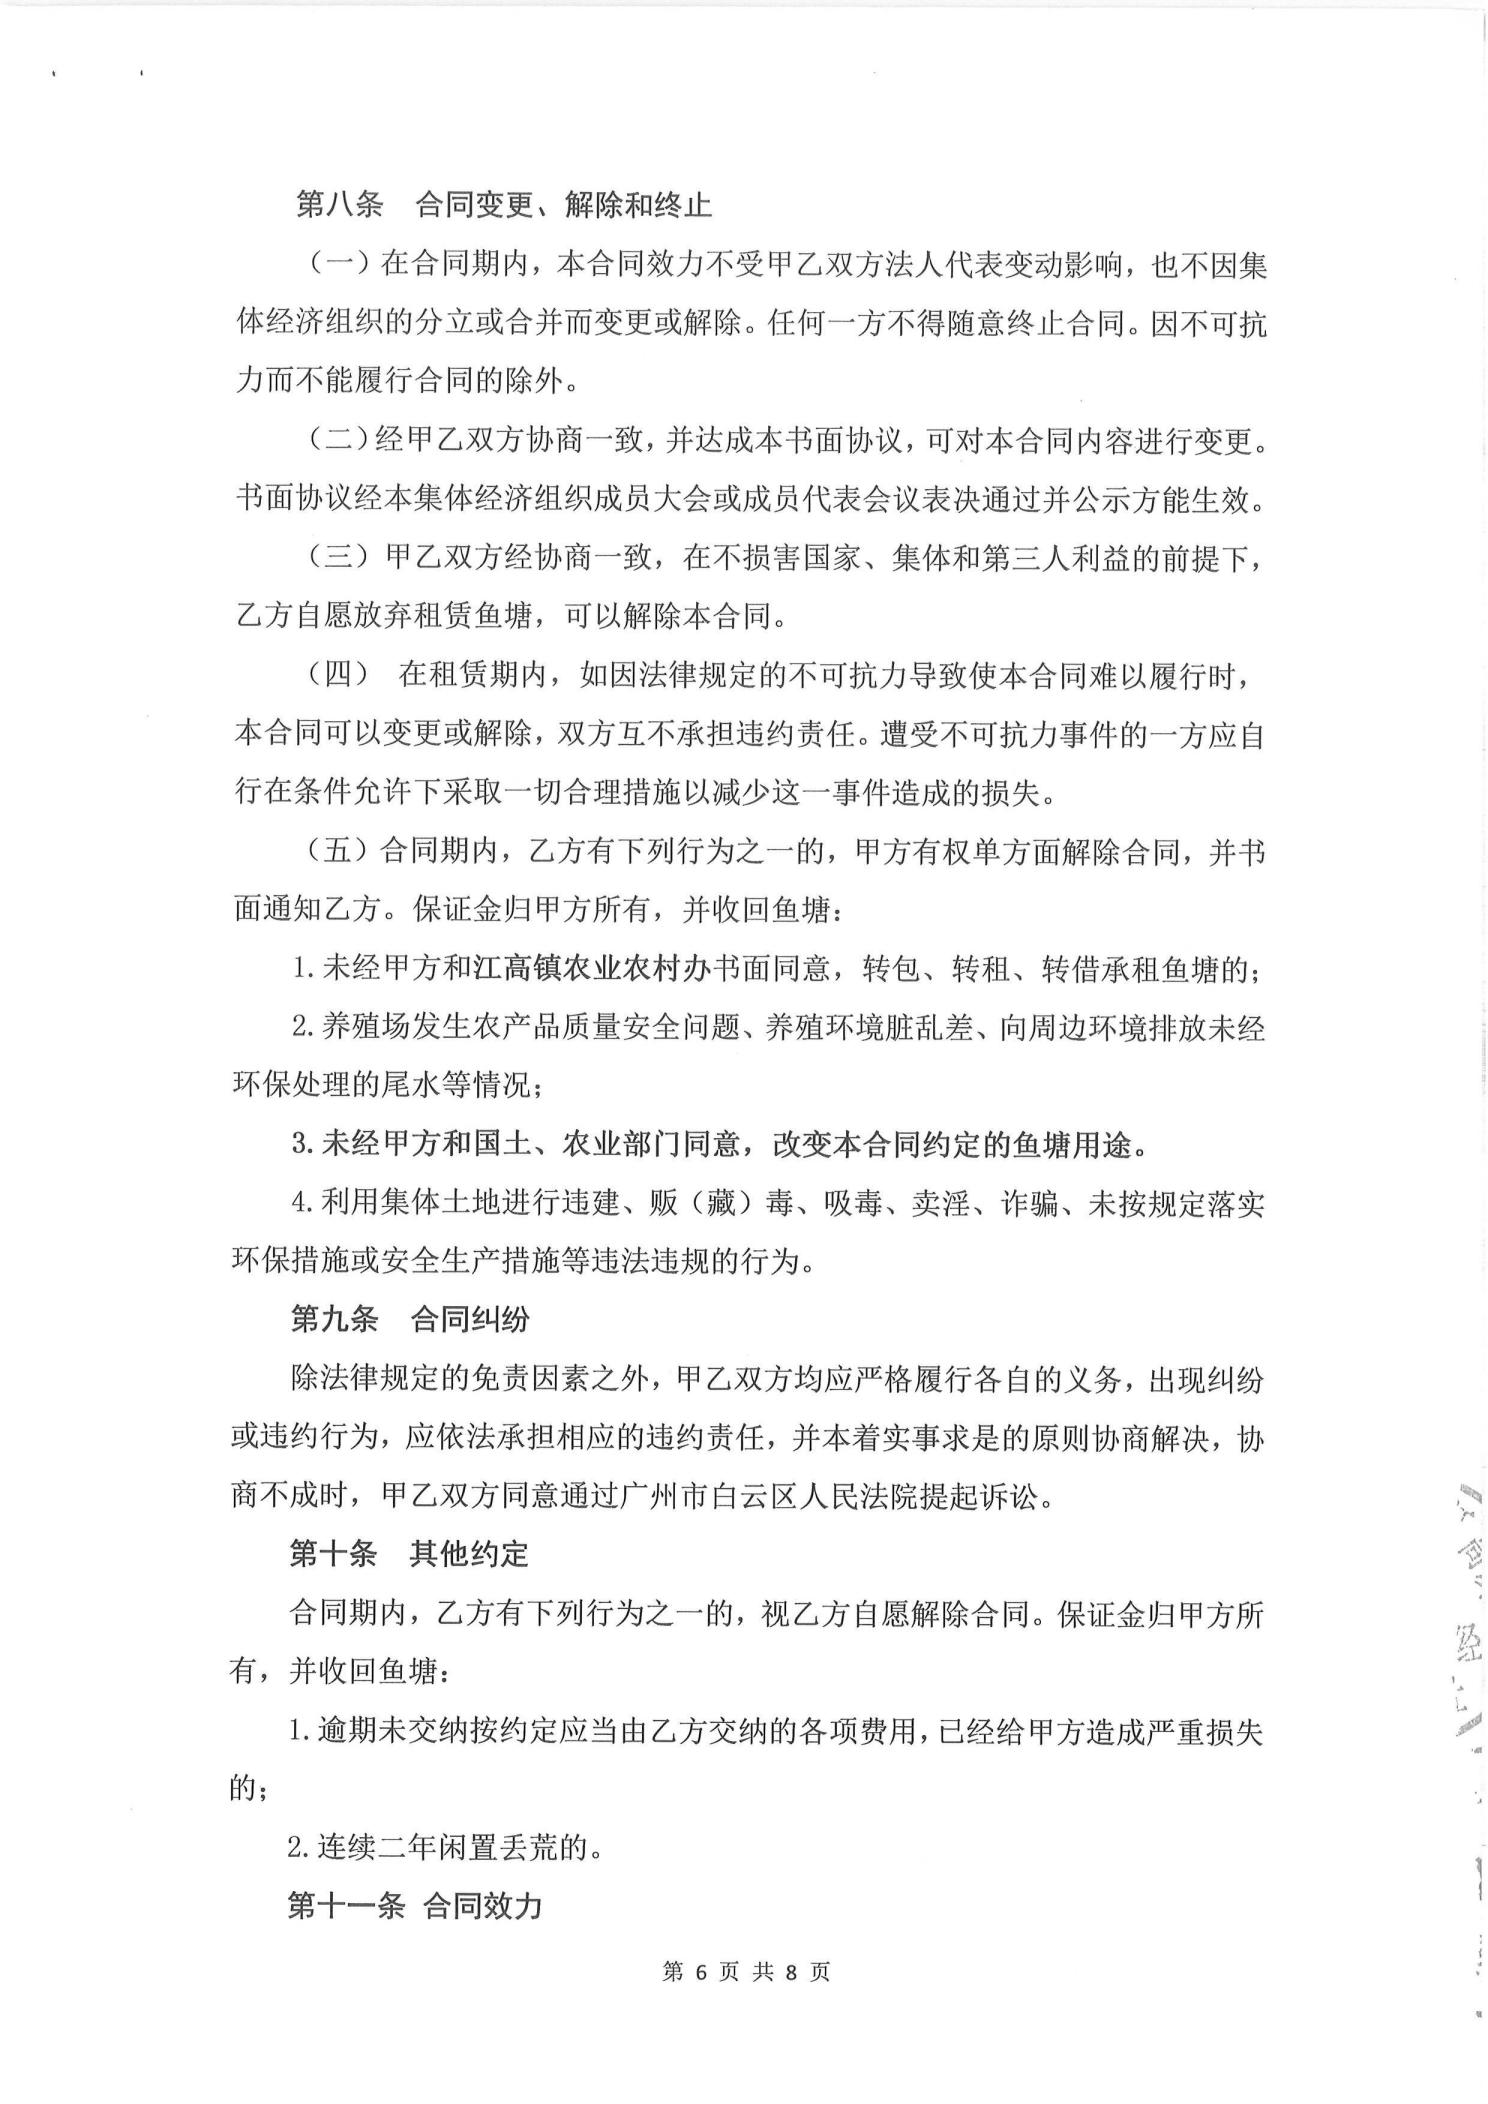 第八条 合同变更、解除和终止
（一）在合同期内，本合同效力不受甲乙双方法人代表变动影响，也不因集
体经济组织的分立或合并而变更或解除。任何一方不得随意终止合同。因不可抗
力而不能履行合同的除外。
（二）经甲乙双方协商一致，并达成本书面协议，可对本合同内容进行变更。
书面协议经本集体经济组织成员大会或成员代表会议表决通过并公示方能生效。
（三）甲乙双方经协商一致，在不损害国家、集体和第三人利益的前提下，
乙方自愿放弃租赁鱼塘，可以解除本合同。
（四） 在租赁期内，如因法律规定的不可抗力导致使本合同难以履行时，
本合同可以变更或解除，双方互不承担违约责任。遭受不可抗力事件的一方应自
行在条件允许下采取一切合理措施以减少这一事件造成的损失。
（五）合同期内，乙方有下列行为之一的，甲方有权单方面解除合同，并书
面通知乙方。保证金归甲方所有，并收回鱼塘：
1.未经甲方和江高镇农业农村办书面同意，转包、转租、转借承租鱼塘的；
2.养殖场发生农产品质量安全问题、养殖环境脏乱差、向周边环境排放未经
环保处理的尾水等情况；
3.未经甲方和国土、农业部门同意，改变本合同约定的鱼塘用途。
4.利用集体土地进行违建、贩（藏）毒、吸毒、卖淫、诈骗、未按规定落实
环保措施或安全生产措施等违法违规的行为。
第九条 合同纠纷
除法律规定的免责因素之外，甲乙双方均应严格履行各自的义务，出现纠纷
或违约行为，应依法承担相应的违约责任，并本着实事求是的原则协商解决，协
商不成时，甲乙双方同意通过广州市白云区人民法院提起诉讼。
第十条 其他约定
合同期内，乙方有下列行为之一的，视乙方自愿解除合同。保证金归甲方所
有，并收回鱼塘：
1.逾期未交纳按约定应当由乙方交纳的各项费用，已经给甲方造成严重损失
的；
2.连续二年闲置丢荒的。
第十一条 合同效力
第 6 页 共 8 页